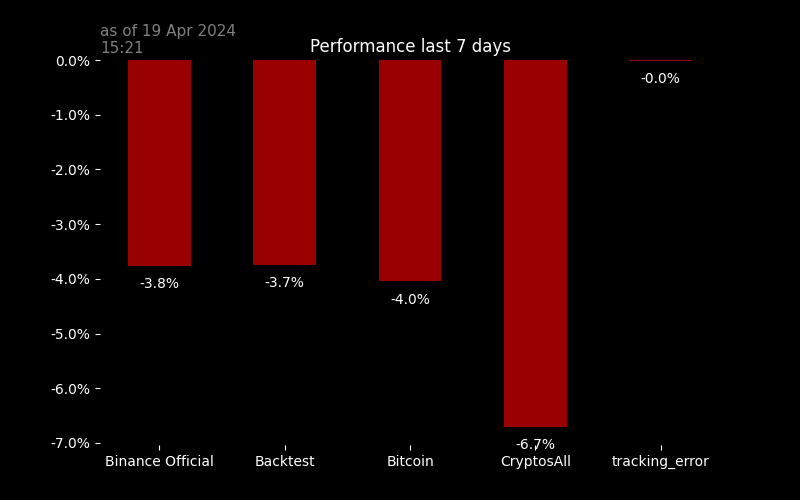 as of 19 Apr 2024
15:21
Performance last 7 days
0.0%
-1.0%
-2.0%
-3.0%
-4.0%
-5.0%
-6.0%
-7.0%
-3.8%
-3.7%
-4.0%
-6.7%
-0.0%
Binance Official
Backtest
Bitcoin
CryptosAll
tracking_error